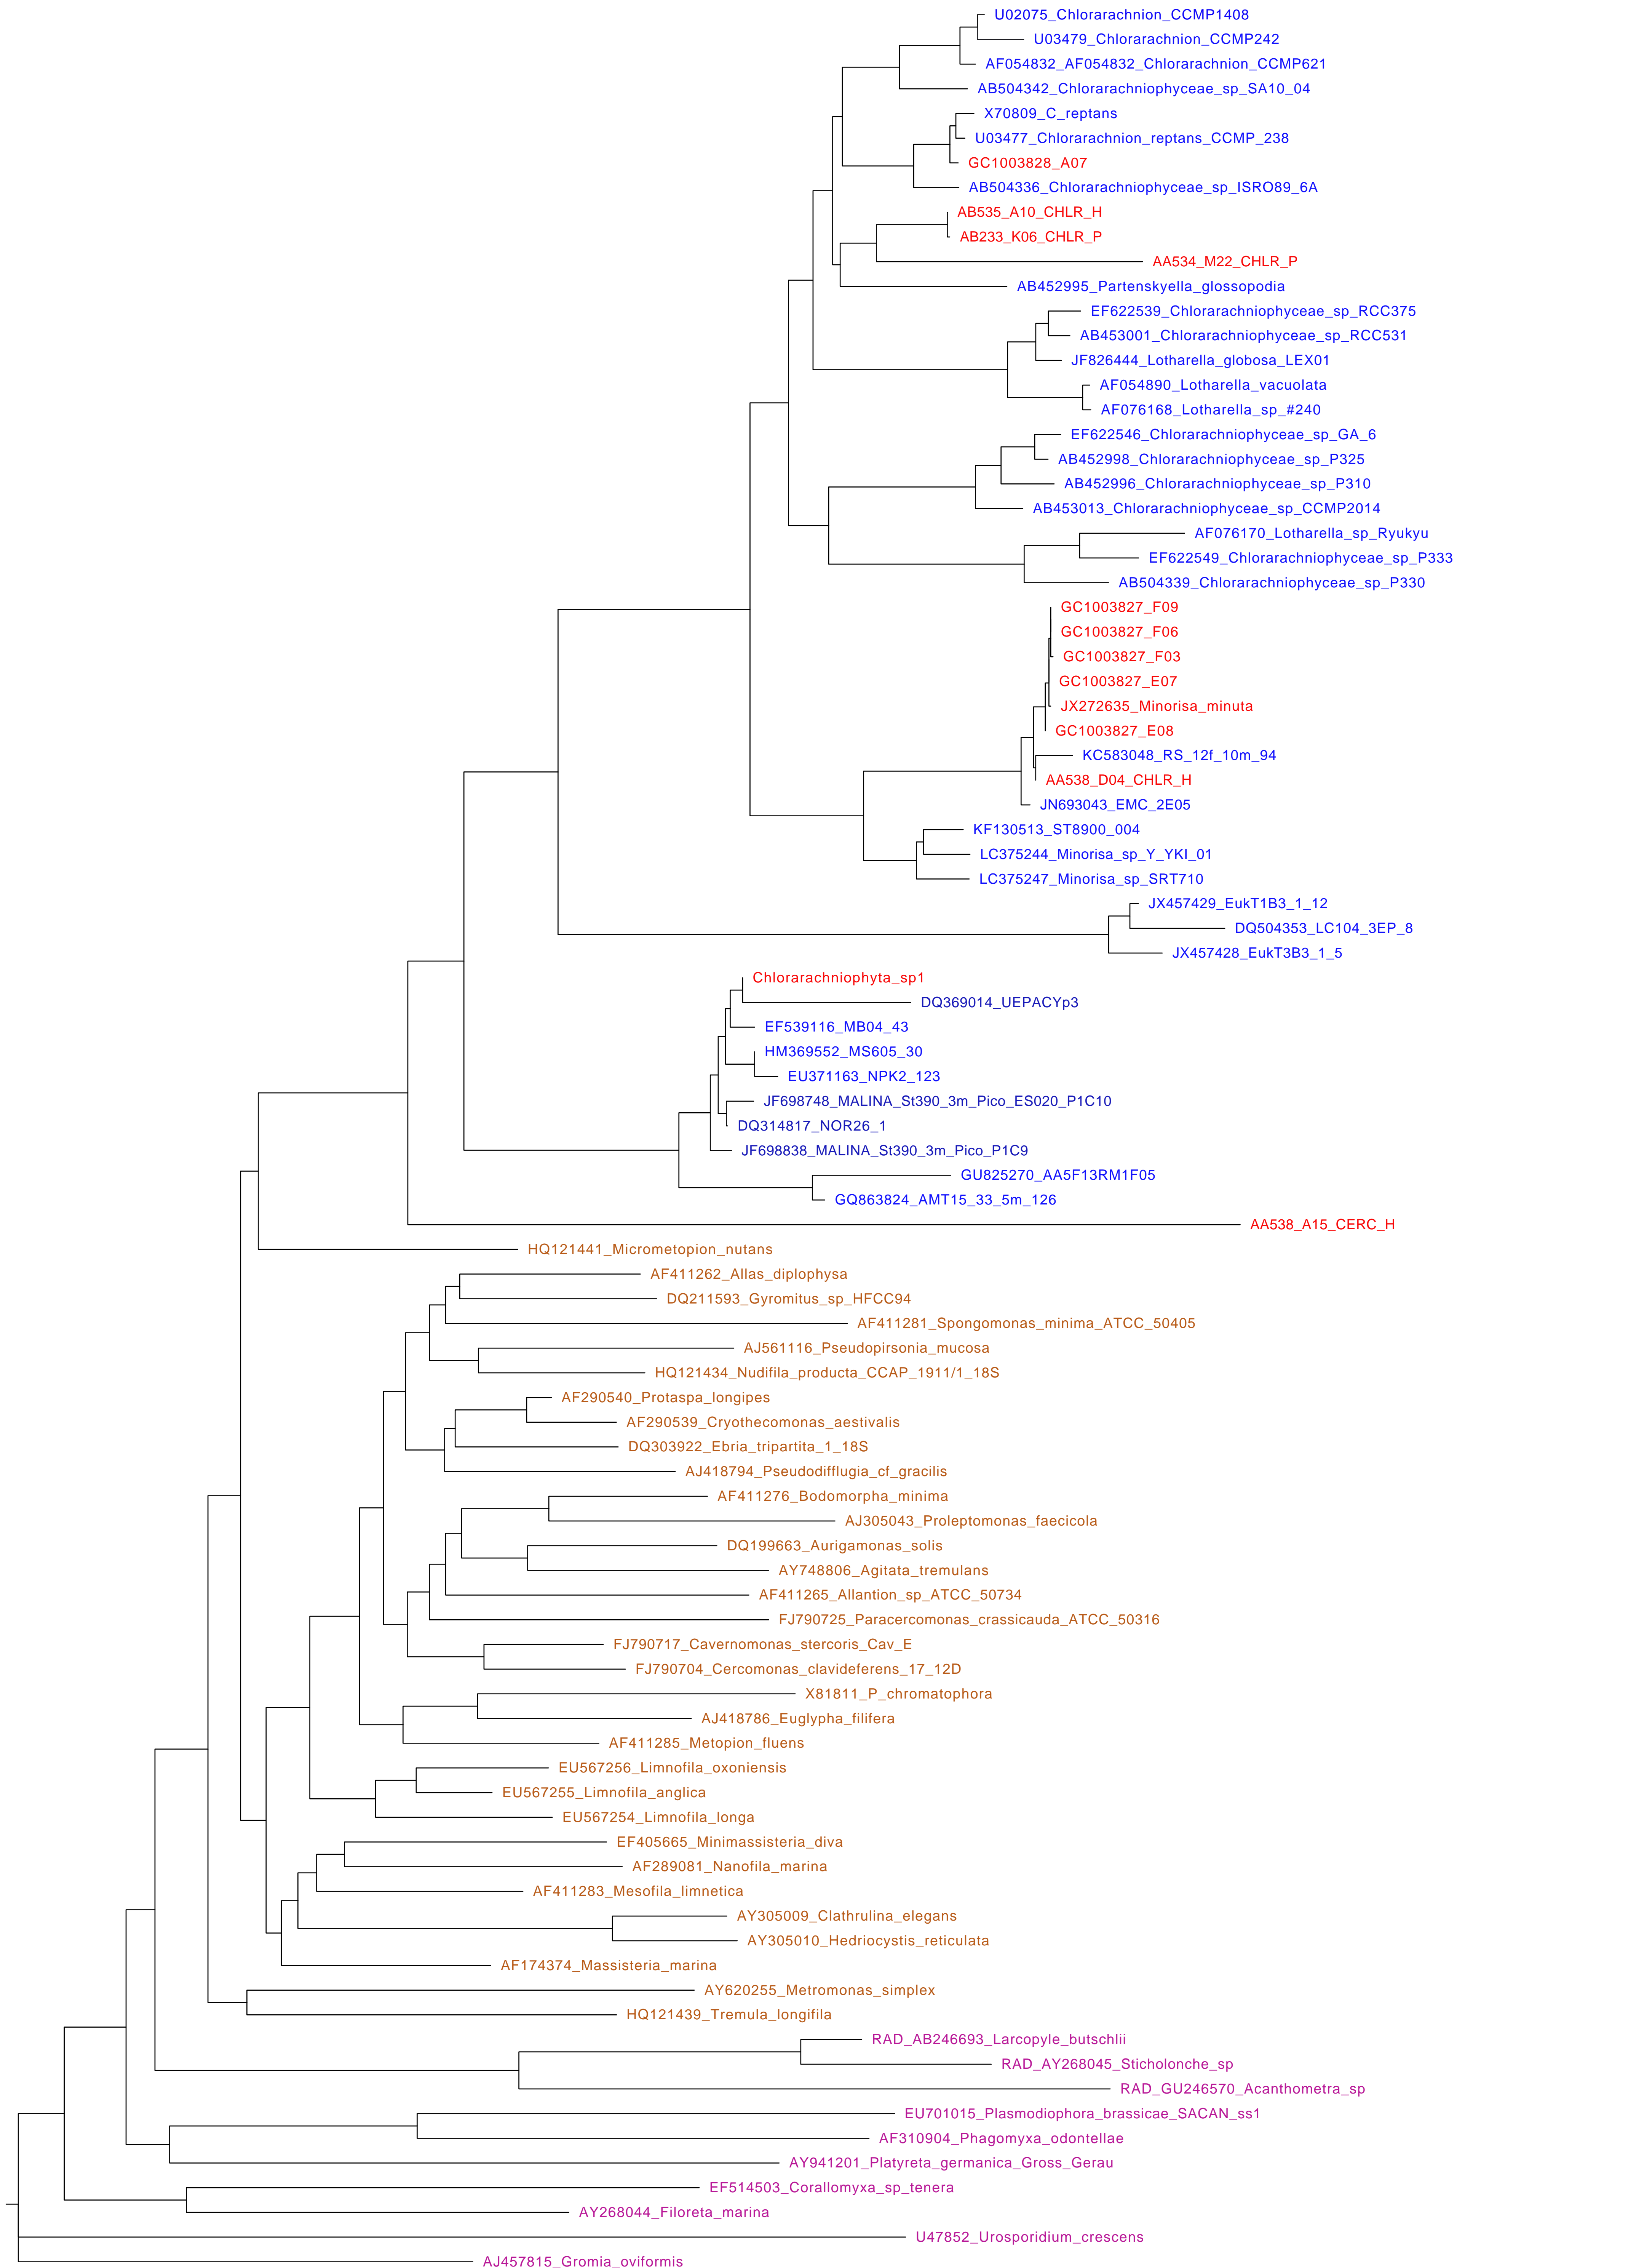 U02075_Chlorarachnion_CCMP1408
U03479_Chlorarachnion_CCMP242
AF054832_AF054832_Chlorarachnion_CCMP621
AB504342_Chlorarachniophyceae_sp_SA10_04
X70809_C_reptans
U03477_Chlorarachnion_reptans_CCMP_238
GC1003828_A07
AB504336_Chlorarachniophyceae_sp_ISRO89_6A
AB535_A10_CHLR_H
AB233_K06_CHLR_P
AA534_M22_CHLR_P
AB452995_Partenskyella_glossopodia
EF622539_Chlorarachniophyceae_sp_RCC375
AB453001_Chlorarachniophyceae_sp_RCC531
JF826444_Lotharella_globosa_LEX01
AF054890_Lotharella_vacuolata
AF076168_Lotharella_sp_#240
EF622546_Chlorarachniophyceae_sp_GA_6
AB452998_Chlorarachniophyceae_sp_P325
AB452996_Chlorarachniophyceae_sp_P310
AB453013_Chlorarachniophyceae_sp_CCMP2014
AF076170_Lotharella_sp_Ryukyu
EF622549_Chlorarachniophyceae_sp_P333
AB504339_Chlorarachniophyceae_sp_P330
GC1003827_F09
GC1003827_F06
GC1003827_F03
GC1003827_E07
JX272635_Minorisa_minuta
GC1003827_E08
KC583048_RS_12f_10m_94
AA538_D04_CHLR_H
JN693043_EMC_2E05
KF130513_ST8900_004
LC375244_Minorisa_sp_Y_YKI_01
LC375247_Minorisa_sp_SRT710
JX457429_EukT1B3_1_12
DQ504353_LC104_3EP_8
JX457428_EukT3B3_1_5
Chlorarachniophyta_sp1
DQ369014_UEPACYp3
EF539116_MB04_43
HM369552_MS605_30
EU371163_NPK2_123
JF698748_MALINA_St390_3m_Pico_ES020_P1C10
DQ314817_NOR26_1
JF698838_MALINA_St390_3m_Pico_P1C9
GU825270_AA5F13RM1F05
GQ863824_AMT15_33_5m_126
AA538_A15_CERC_H
HQ121441_Micrometopion_nutans
AF411262_Allas_diplophysa
DQ211593_Gyromitus_sp_HFCC94
AF411281_Spongomonas_minima_ATCC_50405
AJ561116_Pseudopirsonia_mucosa
HQ121434_Nudifila_producta_CCAP_1911/1_18S
AF290540_Protaspa_longipes
AF290539_Cryothecomonas_aestivalis
DQ303922_Ebria_tripartita_1_18S
AJ418794_Pseudodifflugia_cf_gracilis
AF411276_Bodomorpha_minima
AJ305043_Proleptomonas_faecicola
DQ199663_Aurigamonas_solis
AY748806_Agitata_tremulans
AF411265_Allantion_sp_ATCC_50734
FJ790725_Paracercomonas_crassicauda_ATCC_50316
FJ790717_Cavernomonas_stercoris_Cav_E
FJ790704_Cercomonas_clavideferens_17_12D
X81811_P_chromatophora
AJ418786_Euglypha_filifera
AF411285_Metopion_fluens
EU567256_Limnofila_oxoniensis
EU567255_Limnofila_anglica
EU567254_Limnofila_longa
EF405665_Minimassisteria_diva
AF289081_Nanofila_marina
AF411283_Mesofila_limnetica
AY305009_Clathrulina_elegans
AY305010_Hedriocystis_reticulata
AF174374_Massisteria_marina
AY620255_Metromonas_simplex
HQ121439_Tremula_longifila
RAD_AB246693_Larcopyle_butschlii
RAD_AY268045_Sticholonche_sp
RAD_GU246570_Acanthometra_sp
EU701015_Plasmodiophora_brassicae_SACAN_ss1
AF310904_Phagomyxa_odontellae
AY941201_Platyreta_germanica_Gross_Gerau
EF514503_Corallomyxa_sp_tenera
AY268044_Filoreta_marina
U47852_Urosporidium_crescens
AJ457815_Gromia_oviformis